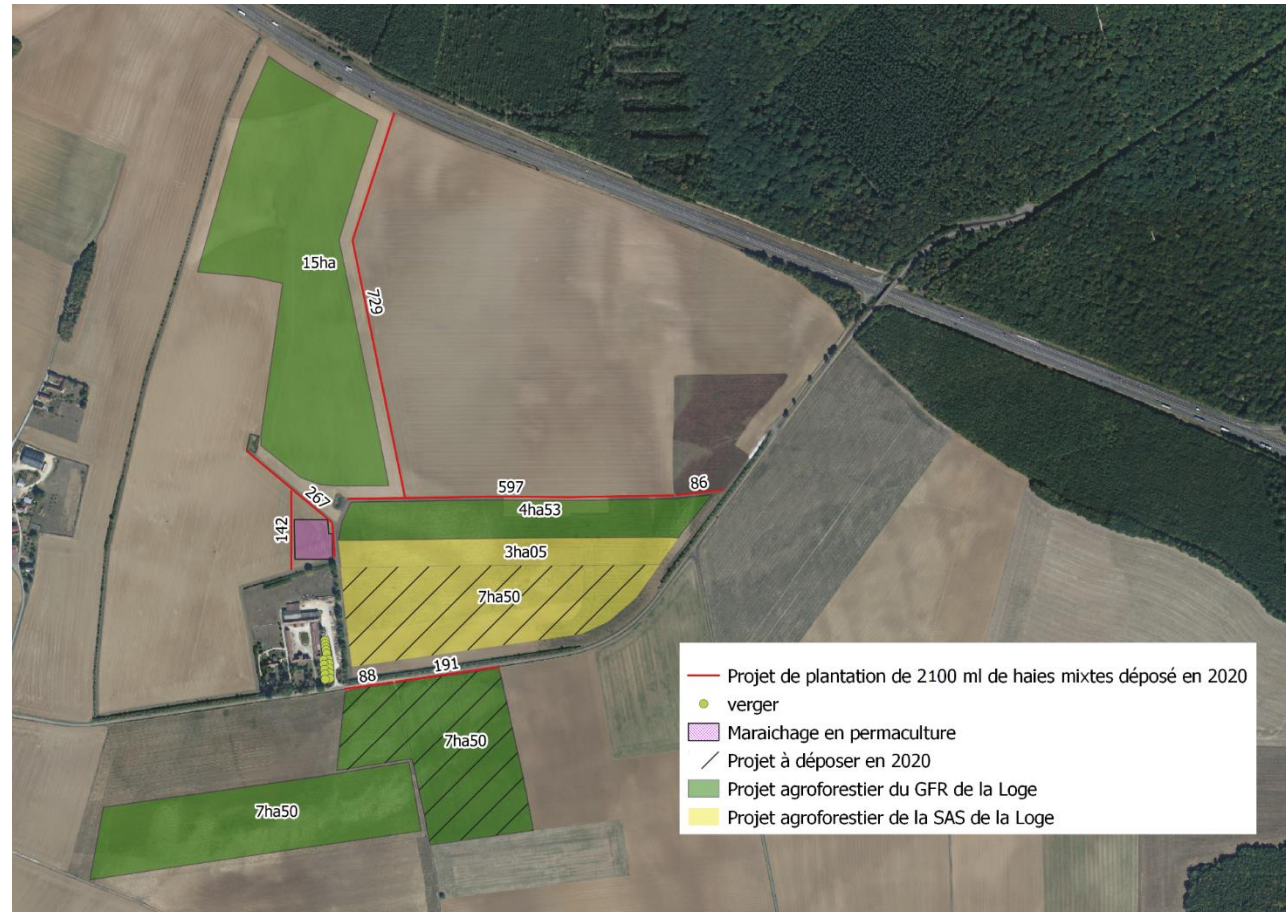 15ha
729
267
597
86
4ha53
142
3ha05
7ha50
88
191
7ha50
7ha50
Projet de plantation de 2100 ml de haies mixtes déposé en 2020
verger
Maraichage en permaculture
Projet à déposer en 2020
Projet agroforestier du GFR de la Loge
Projet agroforestier de la SAS de la Loge